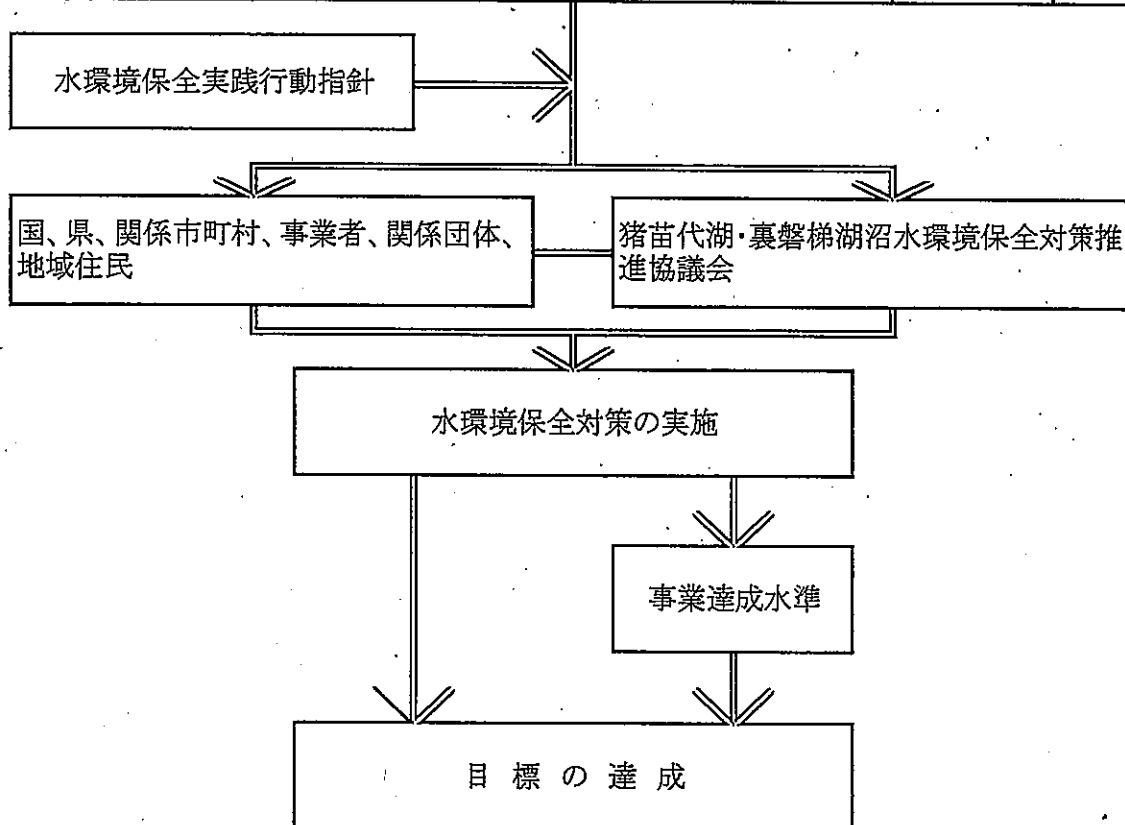 水環境保全実践行動指針
国、県、関係市町村、事業者、関係団体、
地域住民
猪苗代湖・裏磐梯湖沼水環境保全対策推
進協議会
水環境保全対策の実施
事業達成水準
目標の達成